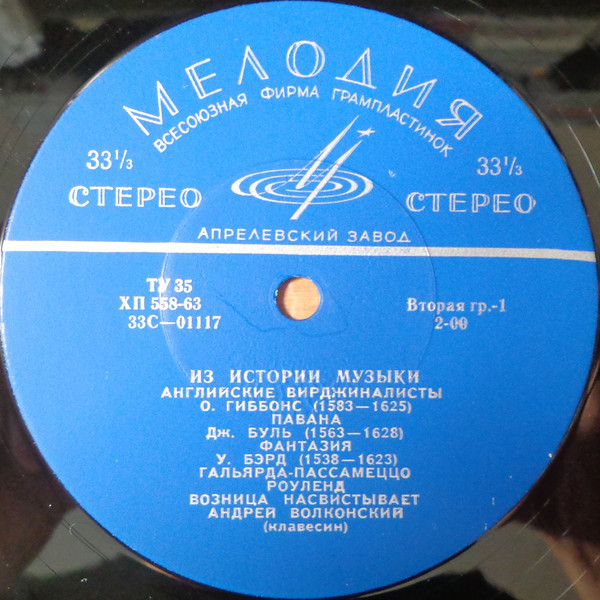 МЕЛОДИЯ
ВСЕСОЮЗНАЯ ФИРМА ГРАМПЛАСТИНОК
33⅓
33⅓
СТЕРЕО
СТЕРЕО
АПРЕЛЕВСКИЙ ЗАВОД
ТУ 35
ХП 558-63
33С—01117
Вторая гр.-1
2-00
ИЗ ИСТОРИИ МУЗЫКИ
АНГЛИЙСКИЕ ВИРДЖИНАЛИСТЫ
О. ГИББОНС (1583—1625)
ПАВАНА
Дж. БУЛЬ (1563—1628)
ФАНТАЗИЯ
У. БЭРД (1538—1623)
ГАЛЬЯРДА-ПАССАМЕЦЦО
РОУЛЕНД
ВОЗНИЦА НАСВИСТЫВАЕТ
АНДРЕЙ ВОЛКОНСКИЙ
(клавесин)